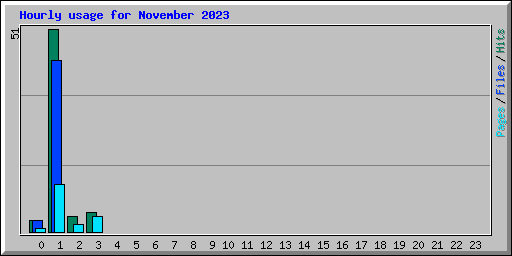 Hourly usage for November 2023
51
Pages/Files/Hits
0 1 2 3 4 5 6 7 8 9 10 11 12 13 14 15 16 17 18 19 20 21 22 23